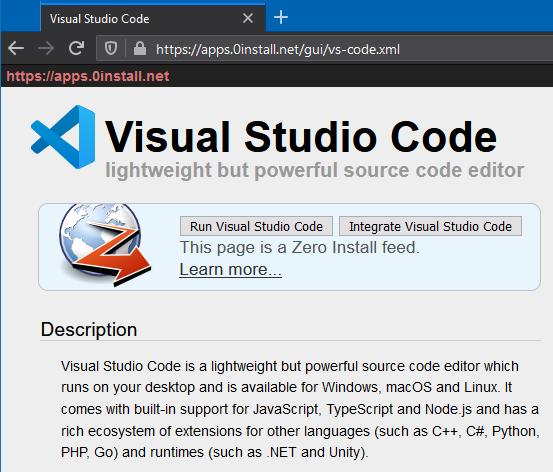 Visual Studio Code
https://apps.0install.net/gui/vs-code.xml
https://apps.0install.net
Visual Studio Code
lightweight but powerful source code editor
Run Visual Studio Code Integrate Visual Studio Code
This page is a Zero Install feed.
Learn more...
Description
Visual Studio Code is a lightweight but powerful source code editor which
runs on your desktop and is available for Windows, macOS and Linux. It
comes with built-in support for JavaScript, TypeScript and Node.js and has a
rich ecosystem of extensions for other languages (such as C++, C#, Python,
PHP, Go) and runtimes (such as .NET and Unity).